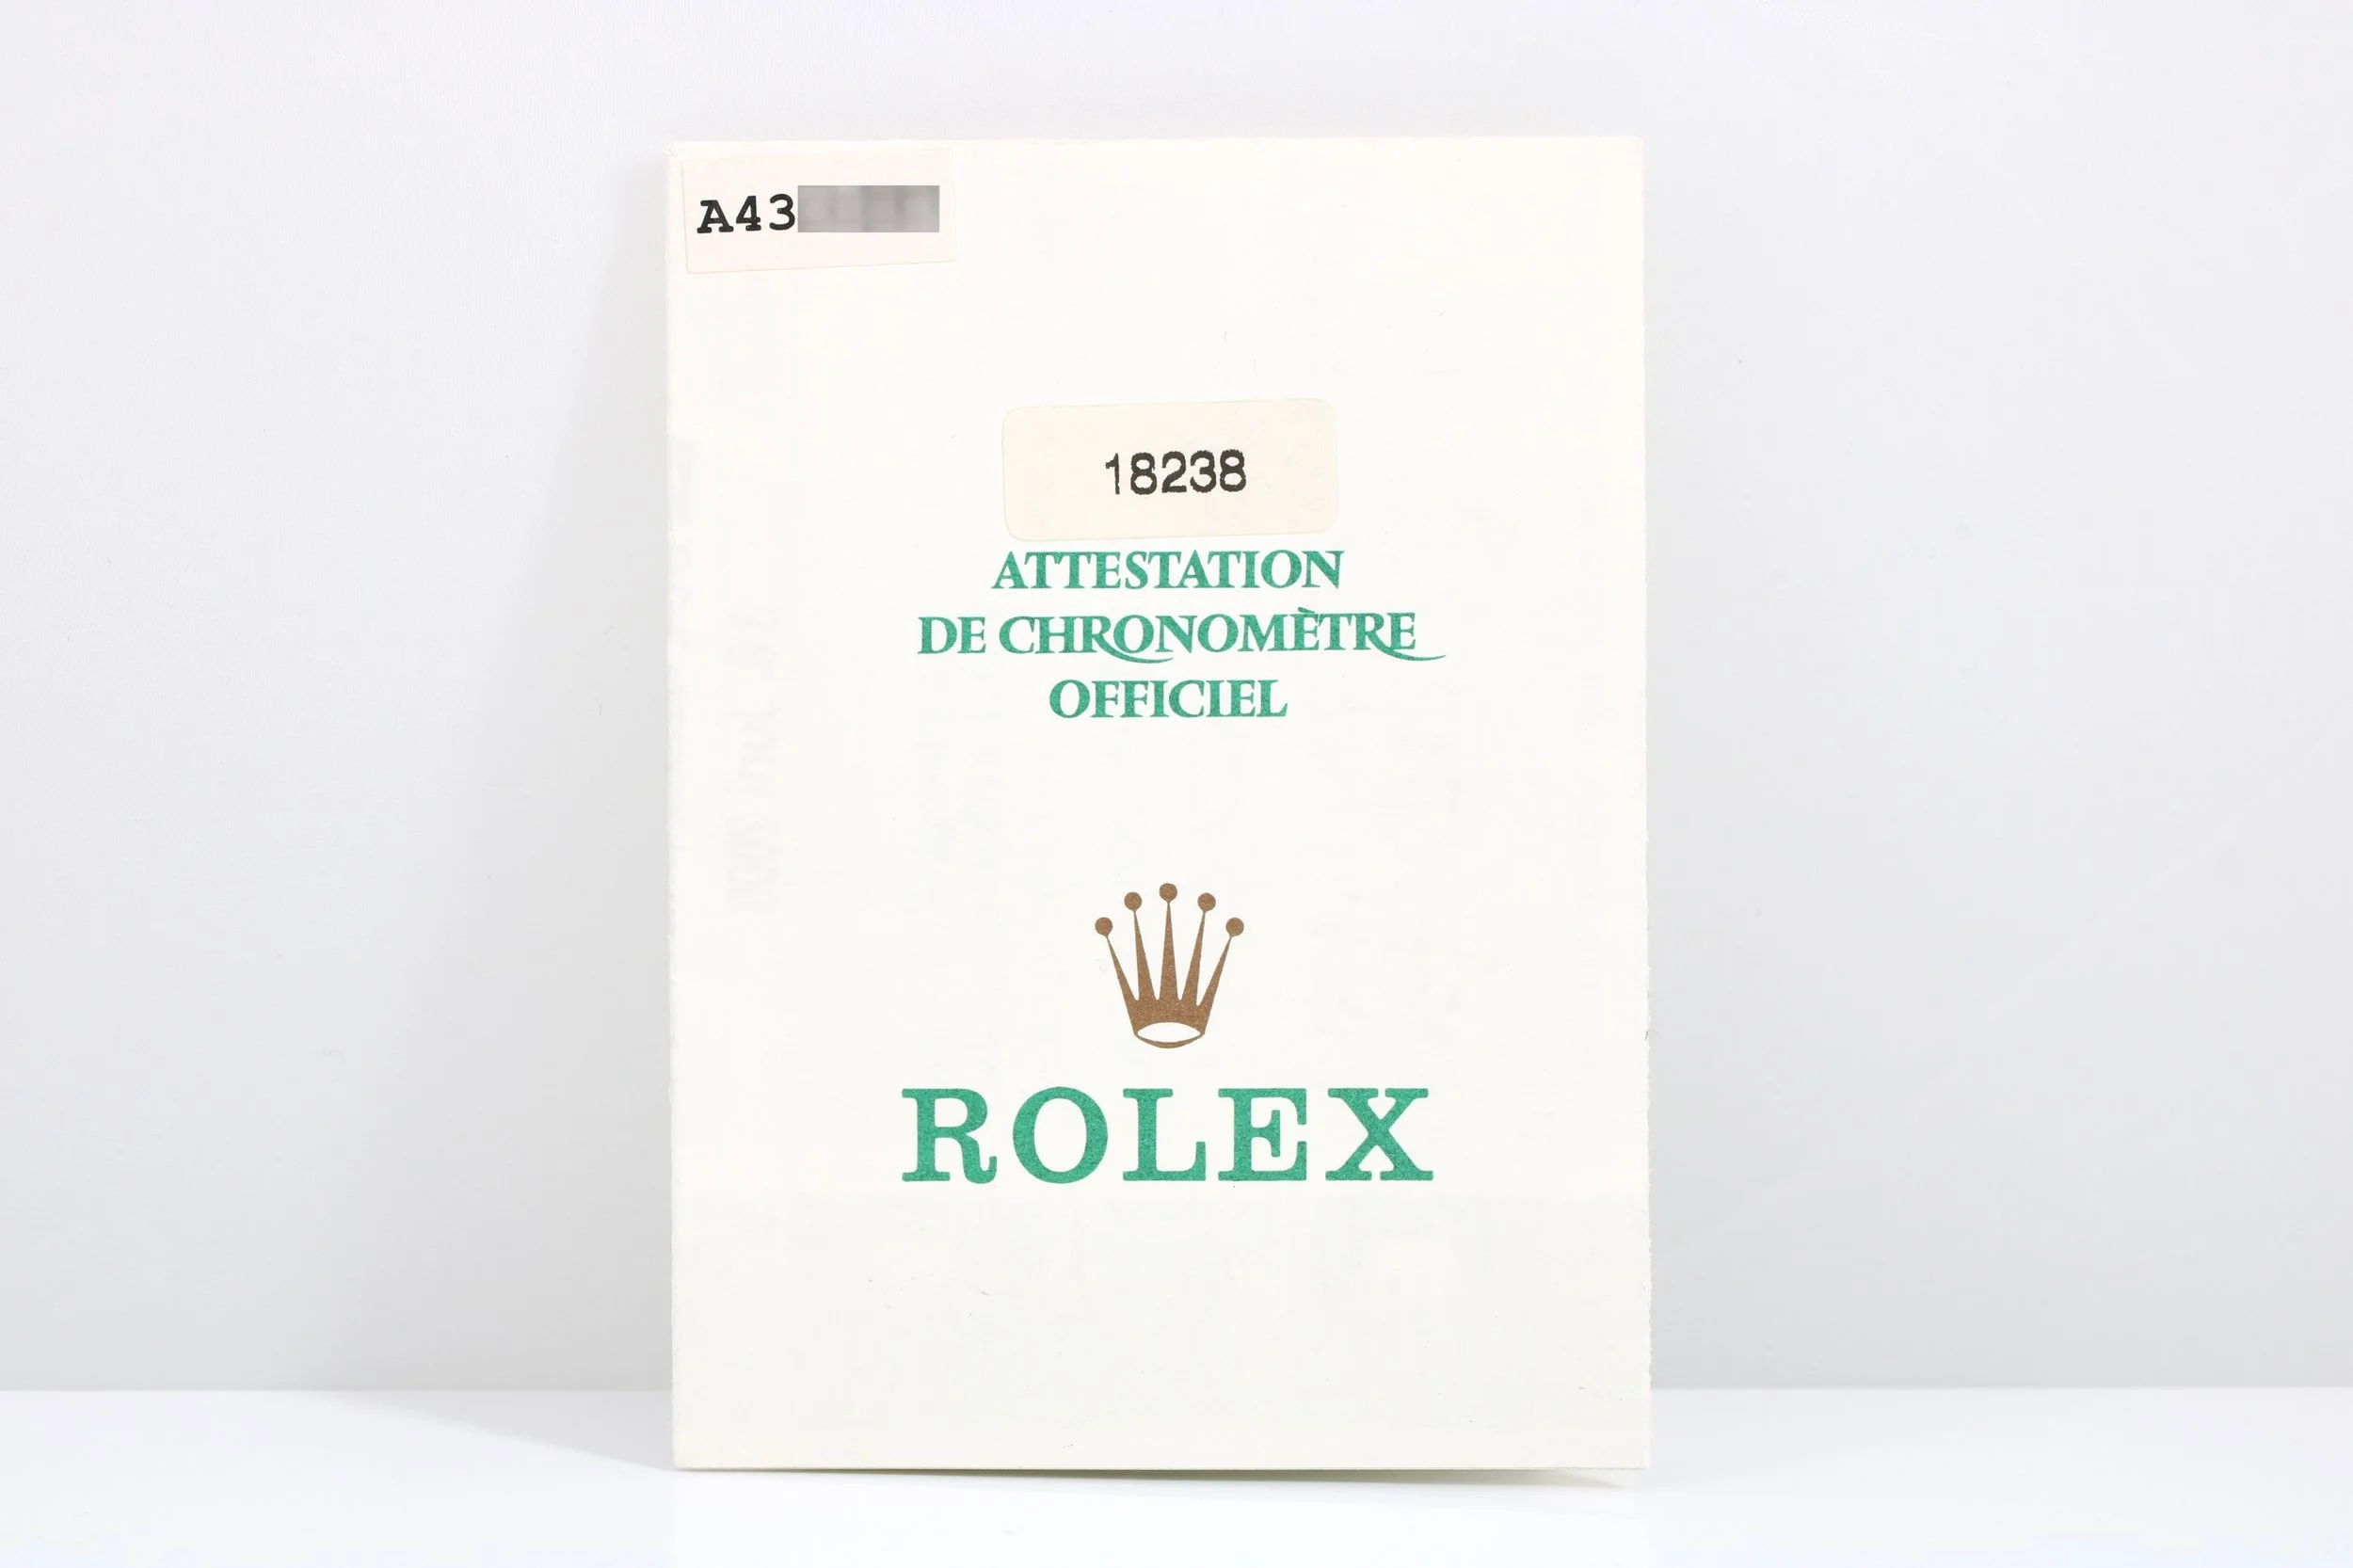 A43
18238
ATTESTATION
DE CHRONOMÈTRE
OFFICIEL
ROLEX